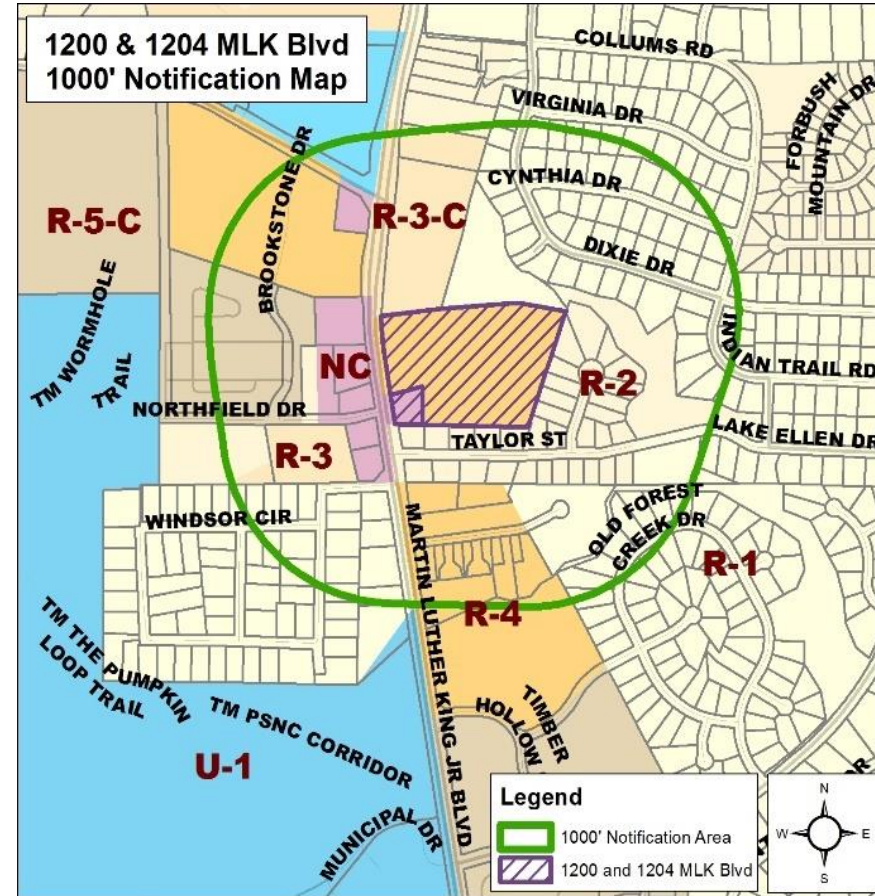 1200 & 1204 MLK Blvd
1000' Notification Map
COLLUMS RD
VIRGINIA DR
FORBUSH
MOUNTAIN DR
CYNTHIA DR
BROOKSTONE DR
R-5-C
R-3-C
DIXIE DR
TM WORMHOLE
TRAIL
INDIAN TRAIL RD
NC
R-2
NORTHFIELD DR
TAYLOR ST
LAKE ELLEN DR
R-3
WINDSOR CIR
OLD FOREST
CREEK DR
MARTIN LUTHER KING JR BLVD
R-1
R-4
TM THE PUMPKIN
LOOP TRAIL
TM PSNC CORRIDOR
TIMBER
HOLLOW
U-1
MUNICIPAL DR
Legend
1000' Notification Area
1200 and 1204 MLK Blvd
N
W E
S